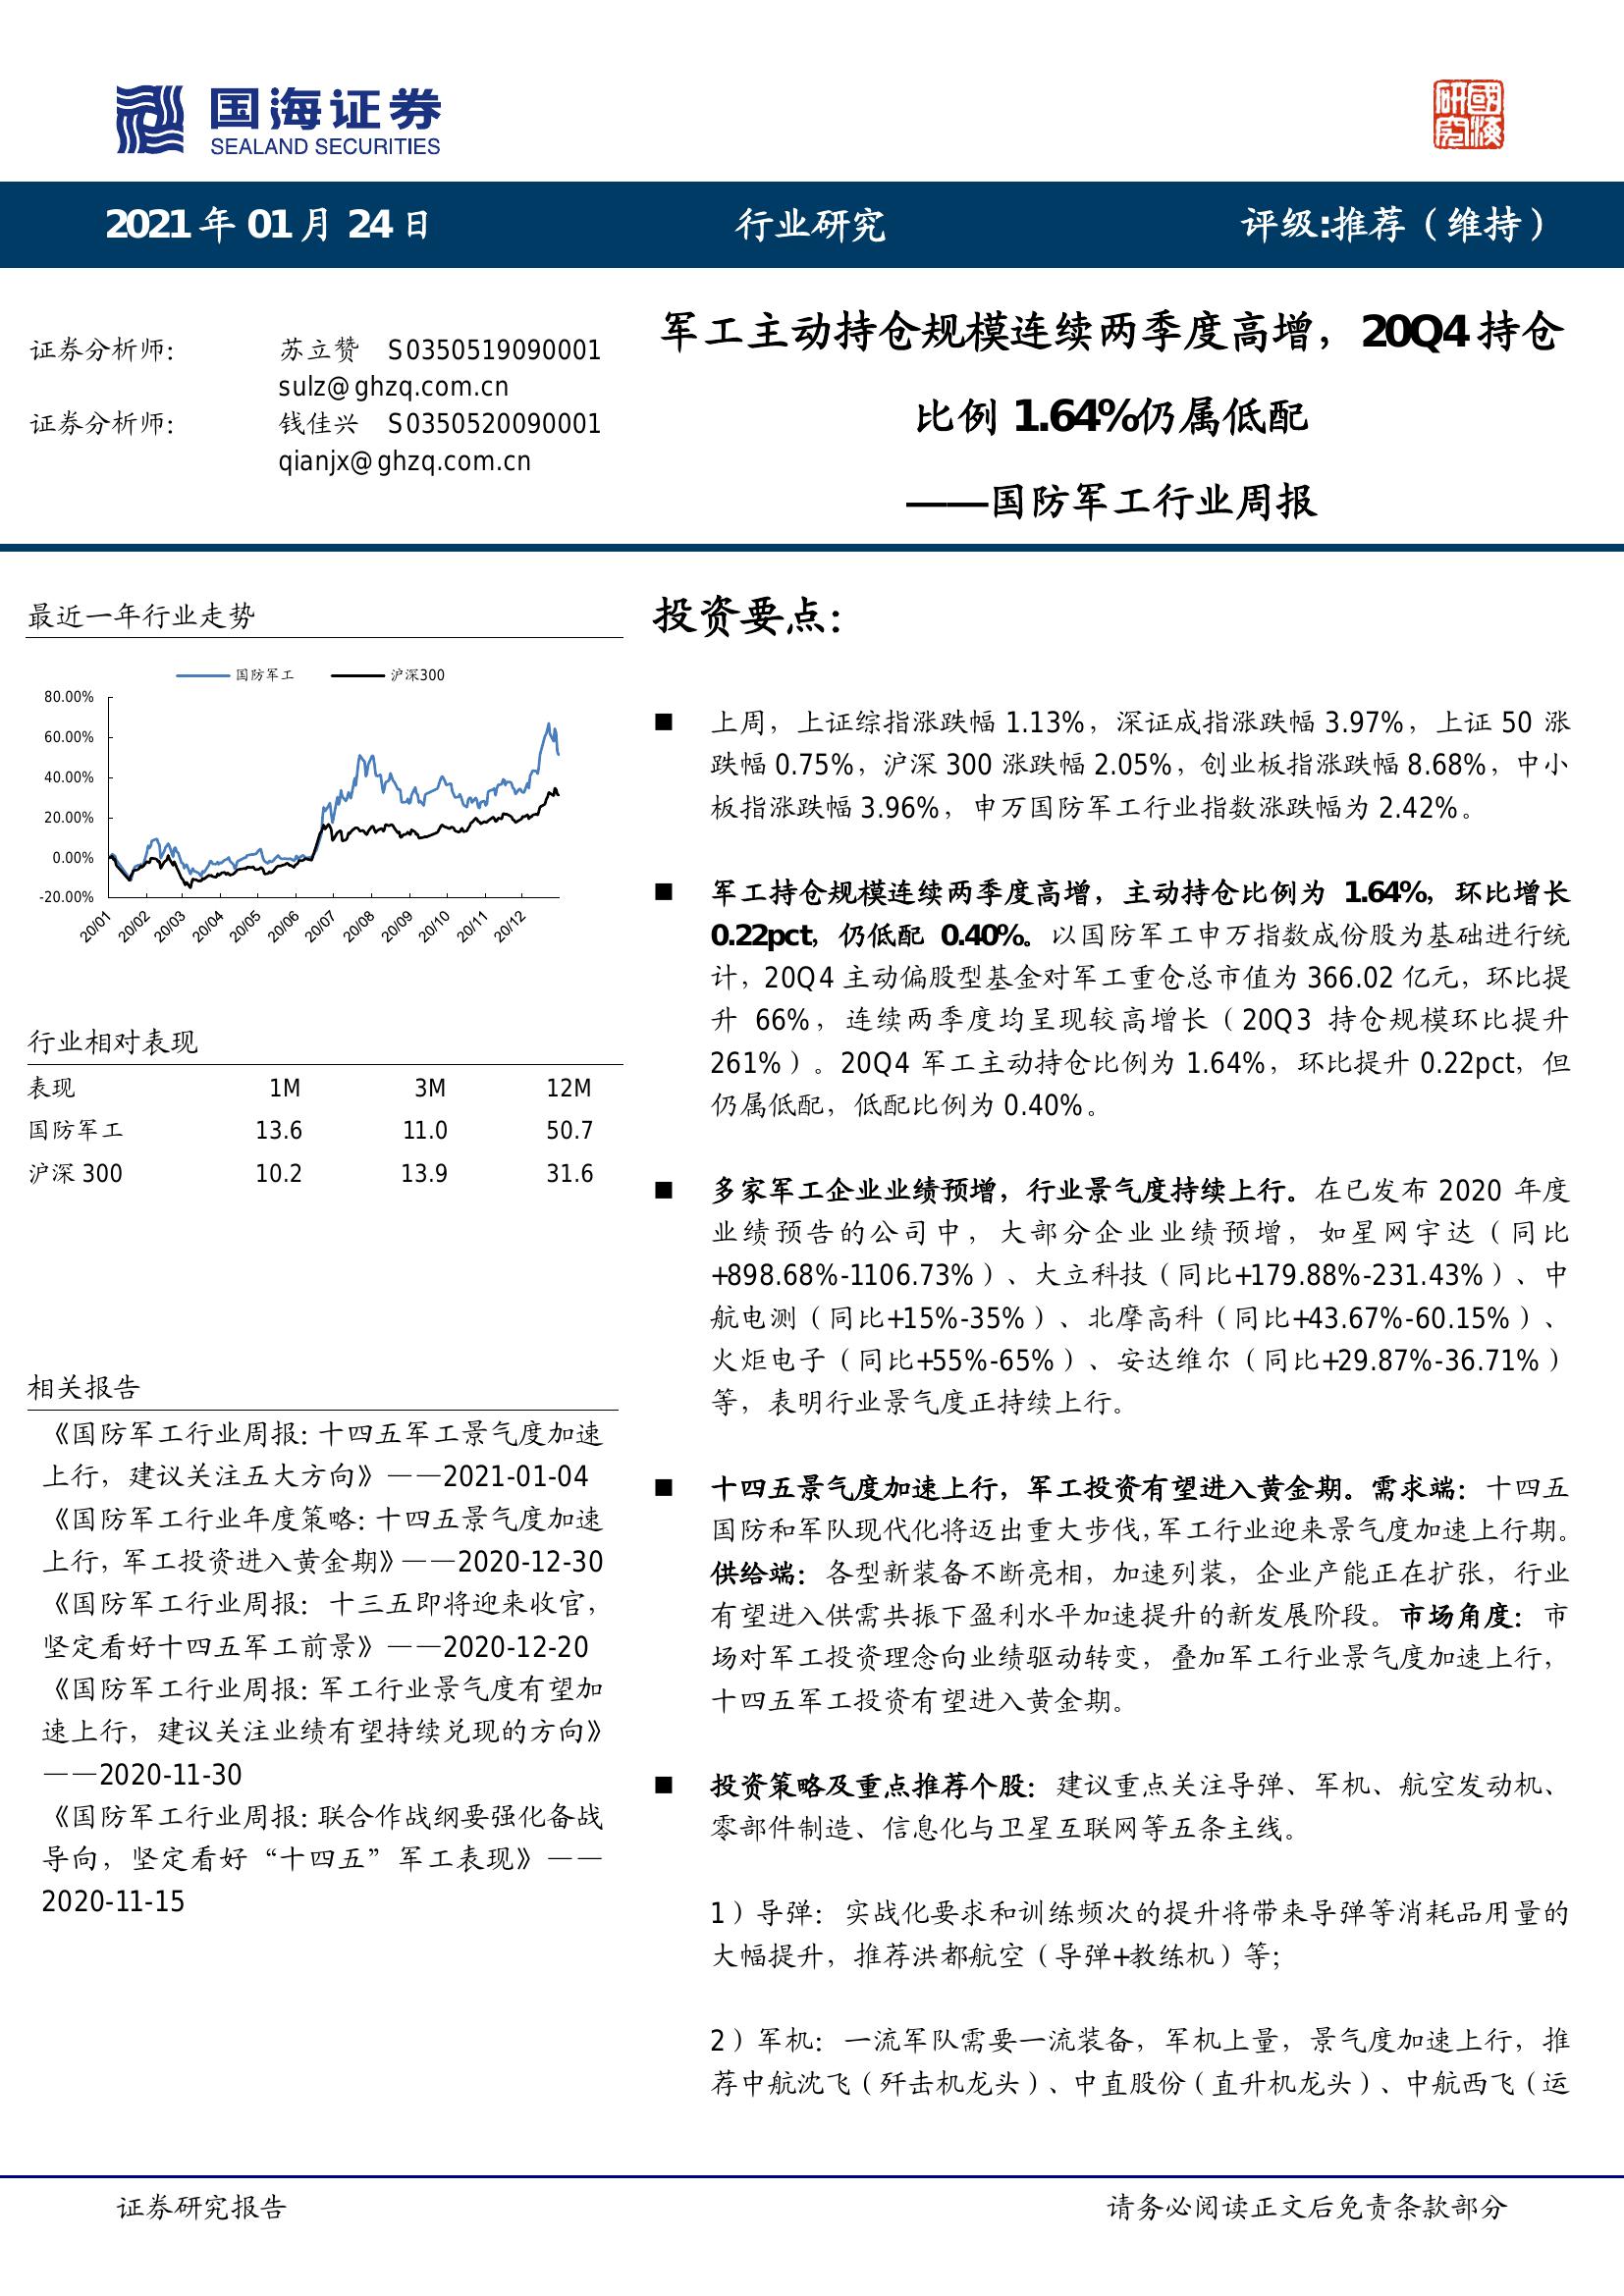 国海证券
SEALAND SECURITIES
國海研究
2021 年 01 月 24 日
行业研究
评级:推荐（维持）
证券分析师： 苏立赞 S0350519090001
sulz@ghzq.com.cn
证券分析师： 钱佳兴 S0350520090001
qianjx@ghzq.com.cn
军工主动持仓规模连续两季度高增，20Q4 持仓
比例 1.64%仍属低配
——国防军工行业周报
最近一年行业走势
国防军工 沪深300
80.00%
60.00%
40.00%
20.00%
0.00%
-20.00%
20/01 20/02 20/03 20/04 20/05 20/06 20/07 20/08 20/09 20/10 20/11 20/12
行业相对表现
表现 1M 3M 12M
国防军工 13.6 11.0 50.7
沪深 300 10.2 13.9 31.6
相关报告
《国防军工行业周报：十四五军工景气度加速
上行，建议关注五大方向》——2021-01-04
《国防军工行业年度策略：十四五景气度加速
上行，军工投资进入黄金期》——2020-12-30
《国防军工行业周报：十三五即将迎来收官，
坚定看好十四五军工前景》——2020-12-20
《国防军工行业周报：军工行业景气度有望加
速上行，建议关注业绩有望持续兑现的方向》
——2020-11-30
《国防军工行业周报：联合作战纲要强化备战
导向，坚定看好“十四五”军工表现》——
2020-11-15
投资要点：
■ 上周，上证综指涨跌幅 1.13%，深证成指涨跌幅 3.97%，上证 50 涨
跌幅 0.75%，沪深 300 涨跌幅 2.05%，创业板指涨跌幅 8.68%，中小
板指涨跌幅 3.96%，申万国防军工行业指数涨跌幅为 2.42%。
■ 军工持仓规模连续两季度高增，主动持仓比例为 1.64%，环比增长
0.22pct，仍低配 0.40%。以国防军工申万指数成份股为基础进行统
计，20Q4 主动偏股型基金对军工重仓总市值为 366.02 亿元，环比提
升 66%，连续两季度均呈现较高增长（20Q3 持仓规模环比提升
261%）。20Q4 军工主动持仓比例为 1.64%，环比提升 0.22pct，但
仍属低配，低配比例为 0.40%。
■ 多家军工企业业绩预增，行业景气度持续上行。在已发布 2020 年度
业绩预告的公司中，大部分企业业绩预增，如星网宇达（同比
+898.68%-1106.73%）、大立科技（同比+179.88%-231.43%）、中
航电测（同比+15%-35%）、北摩高科（同比+43.67%-60.15%）、
火炬电子（同比+55%-65%）、安达维尔（同比+29.87%-36.71%）
等，表明行业景气度正持续上行。
■ 十四五景气度加速上行，军工投资有望进入黄金期。需求端：十四五
国防和军队现代化将迈出重大步伐，军工行业迎来景气度加速上行期。
供给端：各型新装备不断亮相，加速列装，企业产能正在扩张，行业
有望进入供需共振下盈利水平加速提升的新发展阶段。市场角度：市
场对军工投资理念向业绩驱动转变，叠加军工行业景气度加速上行，
十四五军工投资有望进入黄金期。
■ 投资策略及重点推荐个股：建议重点关注导弹、军机、航空发动机、
零部件制造、信息化与卫星互联网等五条主线。
1）导弹：实战化要求和训练频次的提升将带来导弹等消耗品用量的
大幅提升，推荐洪都航空（导弹+教练机）等；
2）军机：一流军队需要一流装备，军机上量，景气度加速上行，推
荐中航沈飞（歼击机龙头）、中直股份（直升机龙头）、中航西飞（运
证券研究报告
请务必阅读正文后免责条款部分